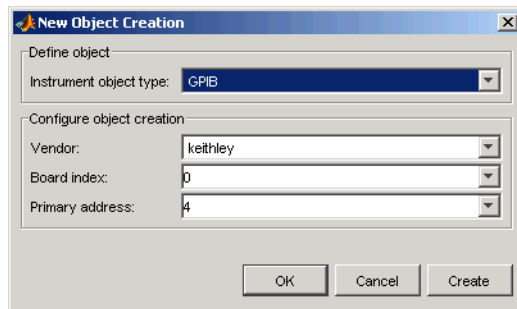 New Object Creation
Define object
Instrument object type: GPIB
Configure object creation
Vendor: keithley
Board index: 0
Primary address: 4
OK Cancel Create